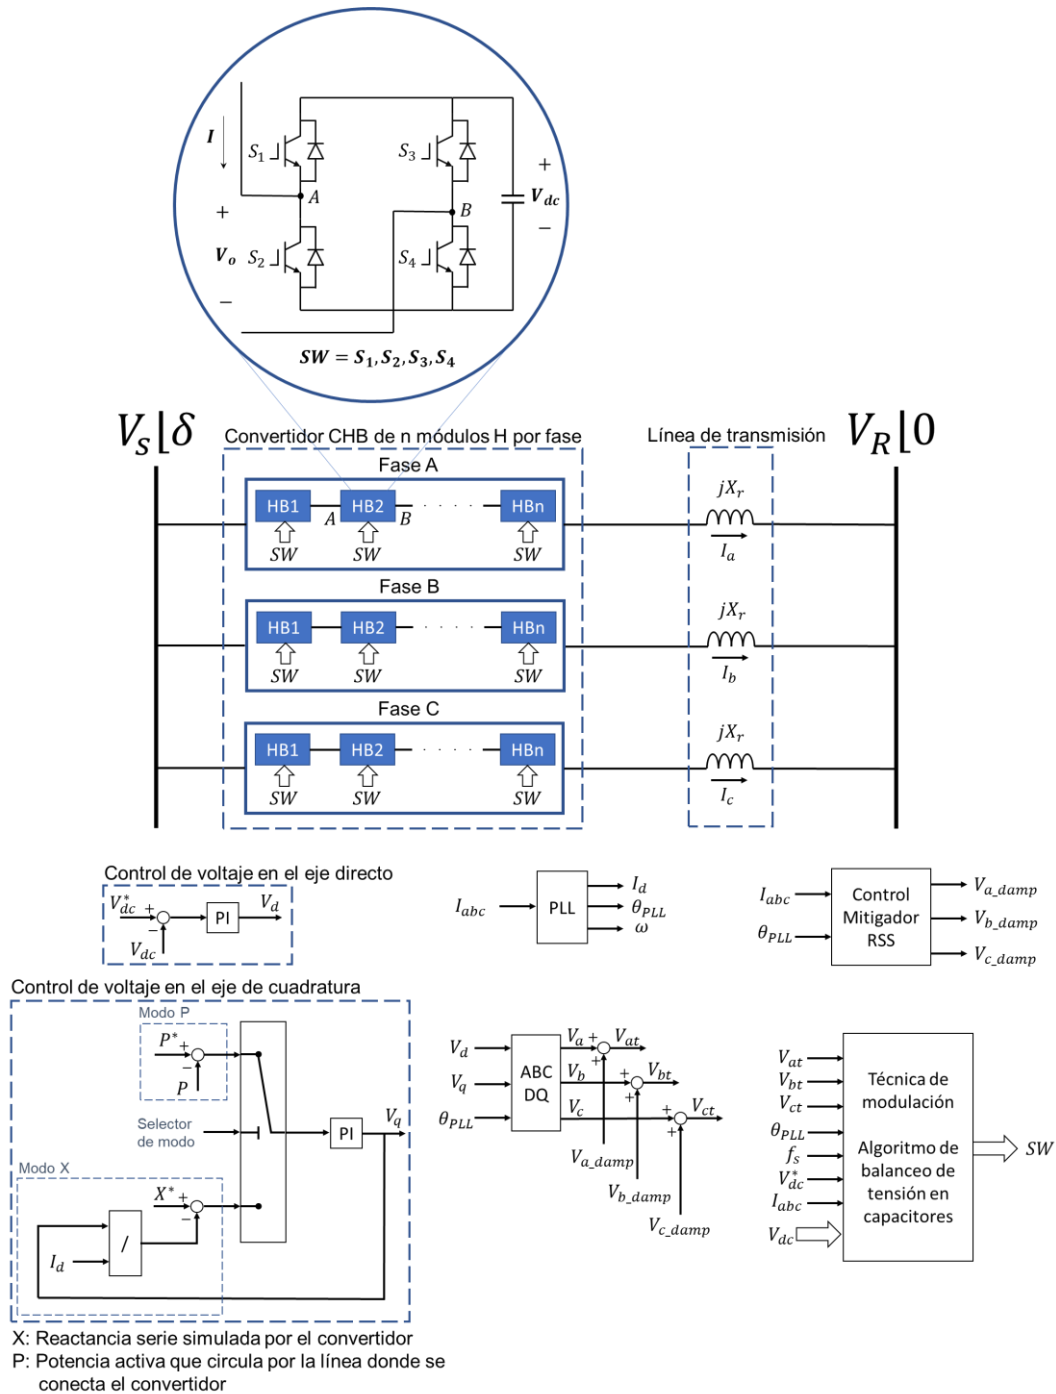 I
S1
S3
A
B
+
Vo
−
S2
S4
+
Vdc
−
SW = S1, S2, S3, S4
Vs⌊δ
Convertidor CHB de n módulos H por fase
Línea de transmisión
VR⌊0
Fase A
HB1
A
HB2
B
· · · · · ·
HBn
SW
SW
SW
jXr
Ia
Fase B
HB1
HB2
· · · · · ·
HBn
SW
SW
SW
jXr
Ib
Fase C
HB1
HB2
· · · · · ·
HBn
SW
SW
SW
jXr
Ic
Control de voltaje en el eje directo
V*dc
+
−
Vdc
PI
Vd
Iabc
PLL
Id
θPLL
ω
Iabc
θPLL
Control
Mitigador
RSS
Va_damp
Vb_damp
Vc_damp
Control de voltaje en el eje de cuadratura
Modo P
P*
+
−
P
Selector
de modo
PI
Vq
Modo X
X*
+
−
/
Id
Vd
Vq
θPLL
ABC
DQ
Va
+
+
Vat
Vb
+
+
Vbt
Vc
+
+
Vct
Va_damp
Vb_damp
Vc_damp
Vat
Vbt
Vct
θPLL
fs
V*dc
Iabc
Vdc
Técnica de
modulación
Algoritmo de
balanceo de
tensión en
capacitores
SW
X: Reactancia serie simulada por el convertidor
P: Potencia activa que circula por la línea donde se
conecta el convertidor